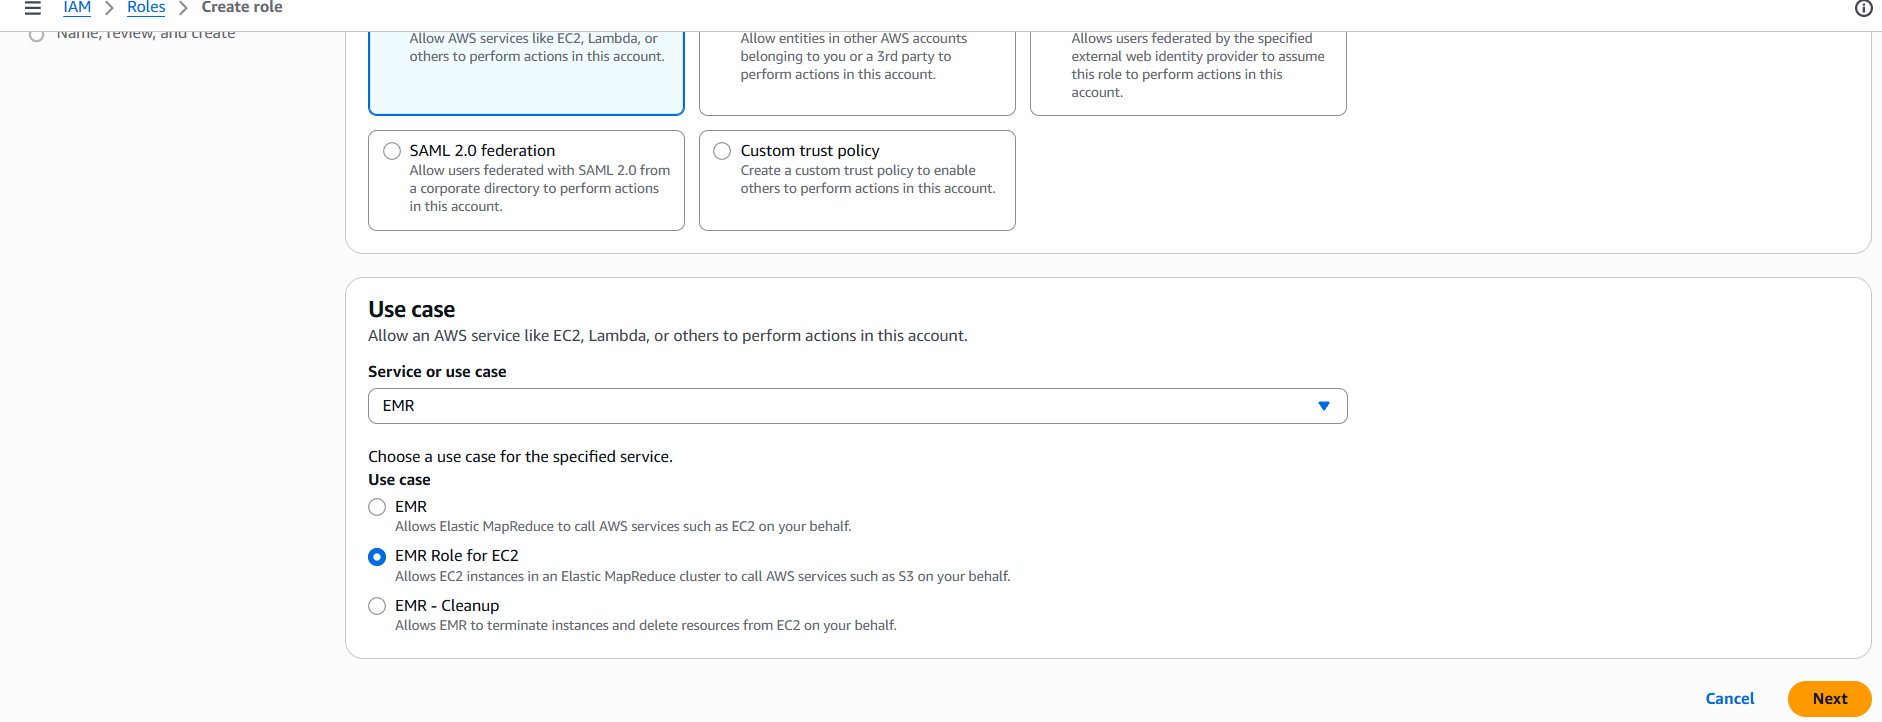 IAM > Roles > Create role
Name, review, and create
Allow AWS services like EC2, Lambda, or
others to perform actions in this account.
Allow entities in other AWS accounts
belonging to you or a 3rd party to
perform actions in this account.
Allows users federated by the specified
external web identity provider to assume
this role to perform actions in this
account.
SAML 2.0 federation
Allow users federated with SAML 2.0 from
a corporate directory to perform actions
in this account.
Custom trust policy
Create a custom trust policy to enable
others to perform actions in this account.
Use case
Allow an AWS service like EC2, Lambda, or others to perform actions in this account.
Service or use case
EMR
Choose a use case for the specified service.
Use case
EMR
Allows Elastic MapReduce to call AWS services such as EC2 on your behalf.
EMR Role for EC2
Allows EC2 instances in an Elastic MapReduce cluster to call AWS services such as S3 on your behalf.
EMR - Cleanup
Allows EMR to terminate instances and delete resources from EC2 on your behalf.
Cancel
Next